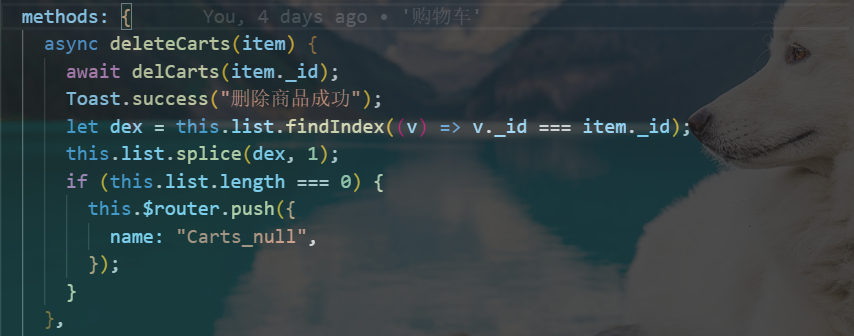 methods: {      You, 4 days ago • '购物车'
  async deleteCarts(item) {
    await delCarts(item._id);
    Toast.success("删除商品成功");
    let dex = this.list.findIndex((v) => v._id === item._id);
    this.list.splice(dex, 1);
    if (this.list.length === 0) {
      this.$router.push({
        name: "Carts_null",
      });
    }
  },